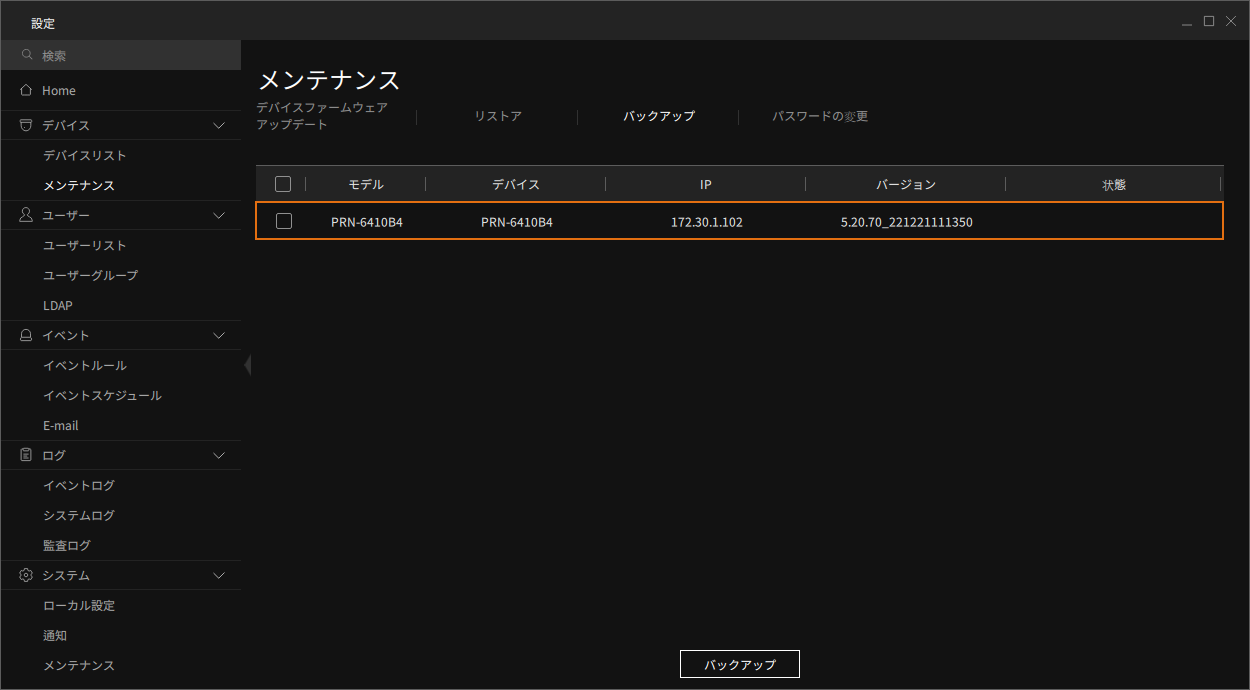 設定
検索
Home
デバイス
デバイスリスト
メンテナンス
ユーザー
ユーザーリスト
ユーザーグループ
LDAP
イベント
イベントルール
イベントスケジュール
E-mail
ログ
イベントログ
システムログ
監査ログ
システム
ローカル設定
通知
メンテナンス
メンテナンス
デバイスファームウェア
アップデート
リストア
バックアップ
パスワードの変更
モデル デバイス IP バージョン 状態
PRN-6410B4 PRN-6410B4 172.30.1.102 5.20.70_221221111350
バックアップ